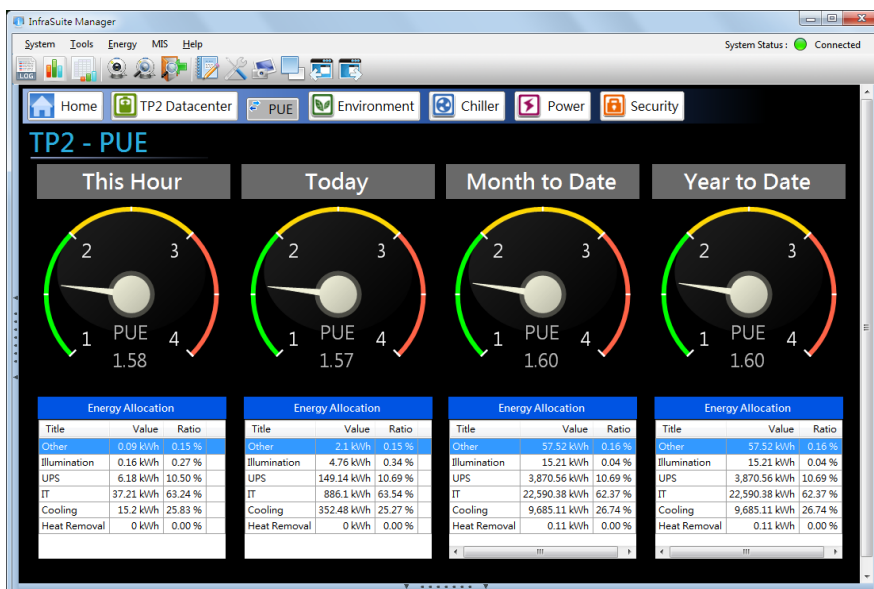 InfraSuite Manager
System Tools Energy MIS Help
System Status : Connected
LOG
Home TP2 Datacenter PUE Environment Chiller Power Security
TP2 - PUE
This Hour Today Month to Date Year to Date
2 3 2 3 2 3 2 3
1 PUE 4 1 PUE 4 1 PUE 4 1 PUE 4
1.58 1.57 1.60 1.60
Energy Allocation Energy Allocation Energy Allocation Energy Allocation
Title Value Ratio Title Value Ratio Title Value Ratio Title Value Ratio
Other 0.09 kWh 0.15 % Other 2.1 kWh 0.15 % Other 57.52 kWh 0.16 % Other 57.52 kWh 0.16 %
Illumination 0.16 kWh 0.27 % Illumination 4.76 kWh 0.34 % Illumination 15.21 kWh 0.04 % Illumination 15.21 kWh 0.04 %
UPS 6.18 kWh 10.50 % UPS 149.14 kWh 10.69 % UPS 3,870.56 kWh 10.69 % UPS 3,870.56 kWh 10.69 %
IT 37.21 kWh 63.24 % IT 886.1 kWh 63.54 % IT 22,590.38 kWh 62.37 % IT 22,590.38 kWh 62.37 %
Cooling 15.2 kWh 25.83 % Cooling 352.48 kWh 25.27 % Cooling 9,685.11 kWh 26.74 % Cooling 9,685.11 kWh 26.74 %
Heat Removal 0 kWh 0.00 % Heat Removal 0 kWh 0.00 % Heat Removal 0.11 kWh 0.00 % Heat Removal 0.11 kWh 0.00 %